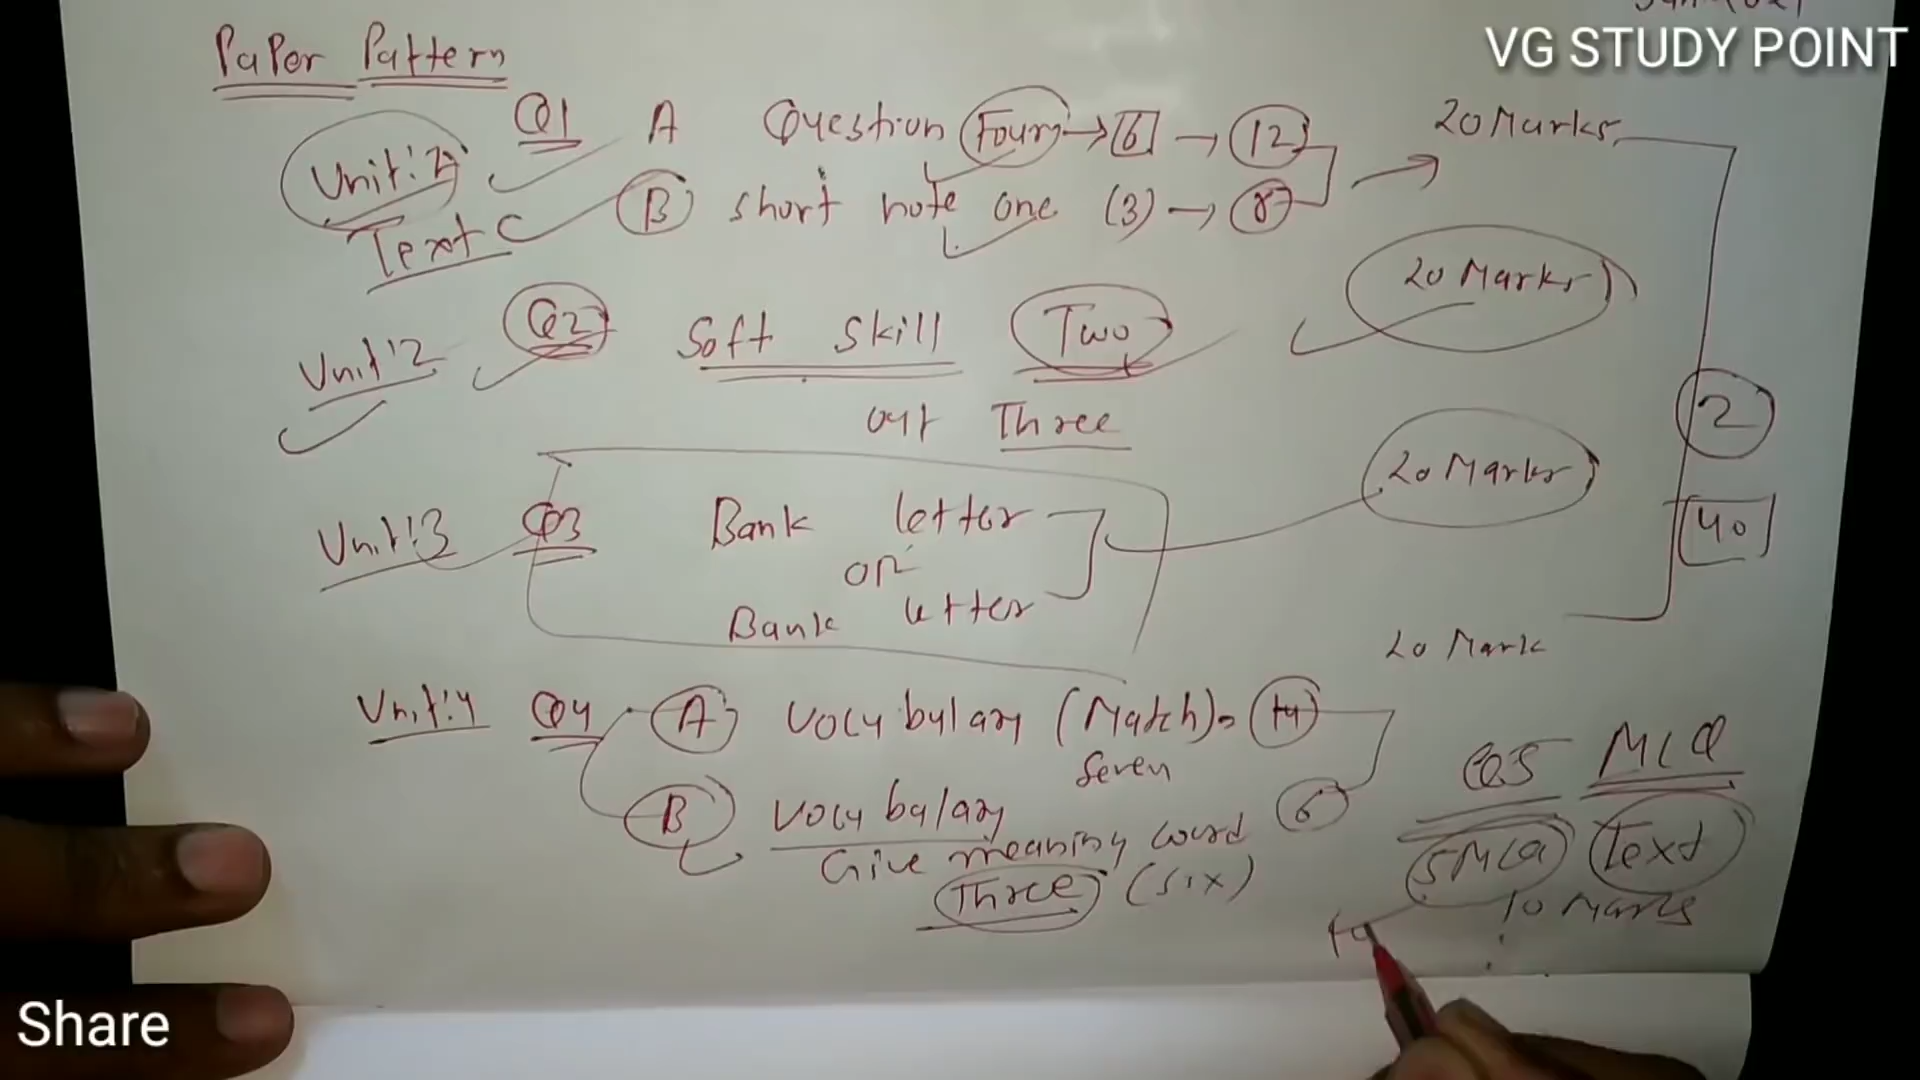 VG STUDY POINT
Paper Pattern
Unit:1 Q1 A Question Four → 6 → 12 20 Marks
Text B short note one (3) → 8
Unit:2 Q2 Soft Skill Two 20 Marks
out Three
2
Unit:3 Q3 Bank letter 20 Marks
or
40
Bank letter
20 Mark
Unit:4 Q4 A Vocubulary (Match) = 14
Seven
Q5 MCQ
B Vocubalary 6
Give meaning word
5MCQ Text
Three (six)
10 Marks
Share